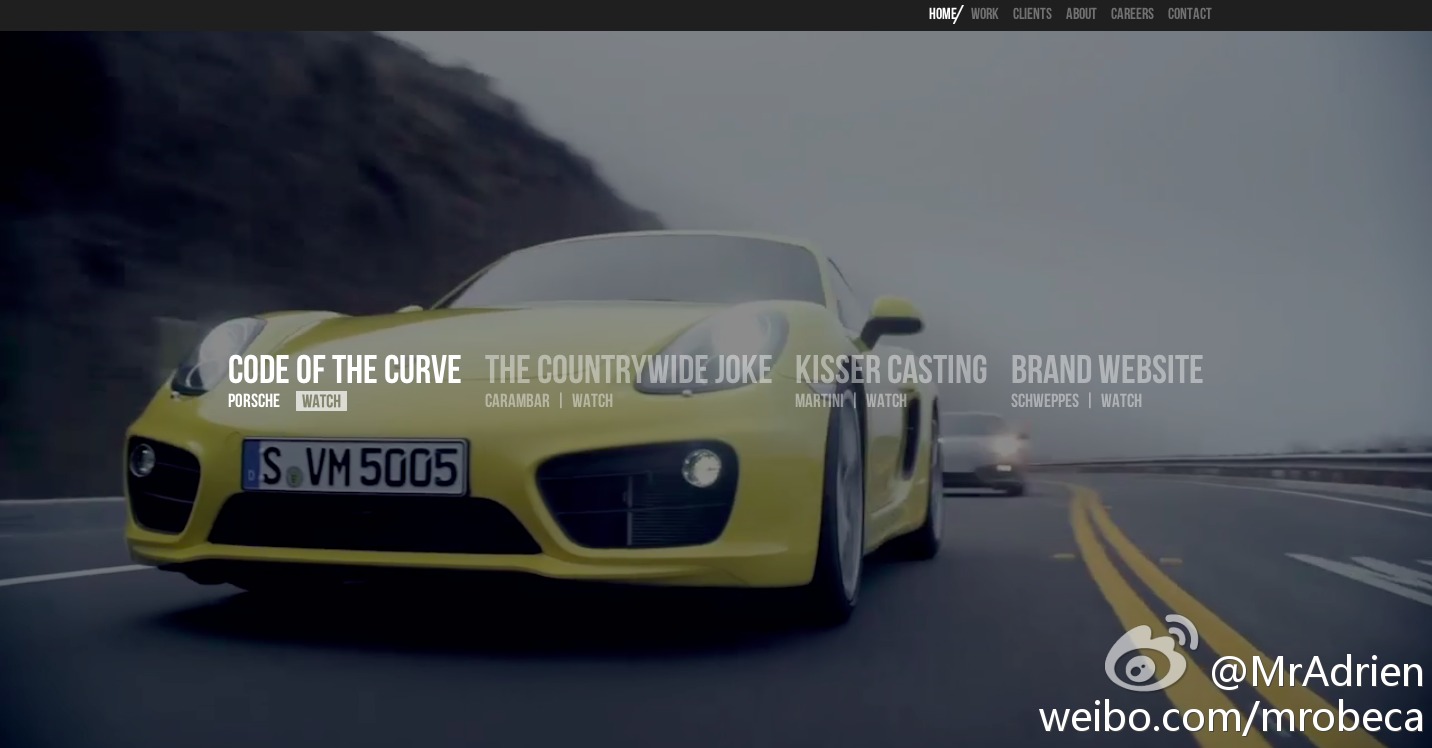 HOME/ WORK CLIENTS ABOUT CAREERS CONTACT
CODE OF THE CURVE THE COUNTRYWIDE JOKE KISSER CASTING BRAND WEBSITE
PORSCHE WATCH CARAMBAR | WATCH MARTINI | WATCH SCHWEPPES | WATCH
D S VM 5005
@MrAdrien
weibo.com/mrobeca